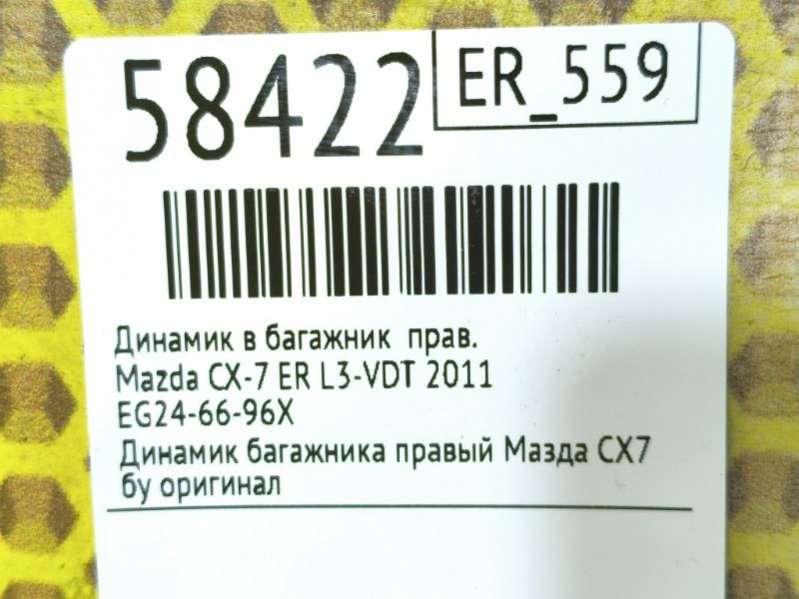 58422
ER_559
Динамик в багажник прав.
Mazda CX-7 ER L3-VDT 2011
EG24-66-96X
Динамик багажника правый Мазда CX7
бу оригинал